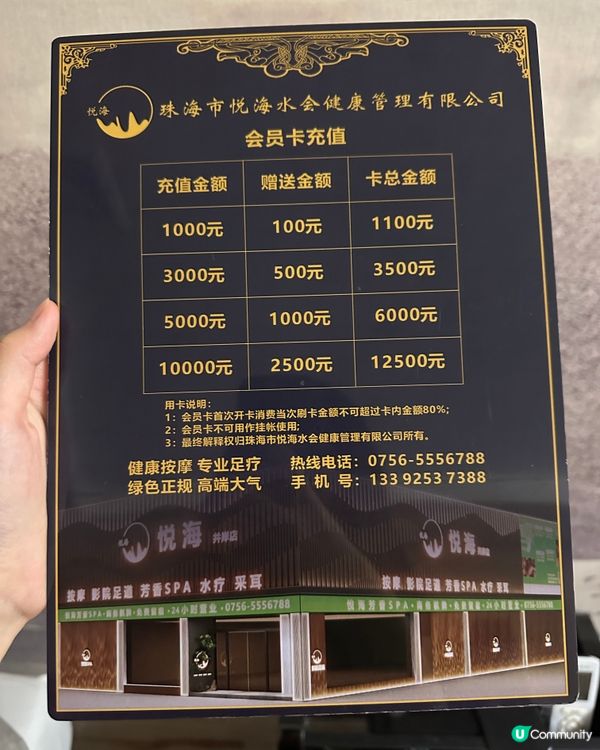 悦海
珠海市悦海水会健康管理有限公司
会员卡充值
充值金额 赠送金额 卡总金额
1000元 100元 1100元
3000元 500元 3500元
5000元 1000元 6000元
10000元 2500元 12500元
用卡说明：
1：会员卡首次开卡消费当次刷卡金额不可超过卡内金额80%；
2：会员卡不可用作挂帐使用；
3：最终解释权归珠海市悦海水会健康管理有限公司所有。
健康按摩 专业足疗 热线电话：0756-5556788
绿色正规 高端大气 手 机 号：133 9253 7388
悦海 井岸店 悦海
按摩 影院足道 芳香SPA 水疗 采耳 按摩 影院足道 芳香SPA 水疗 采耳
24小时营业·0756-5556788
U Community